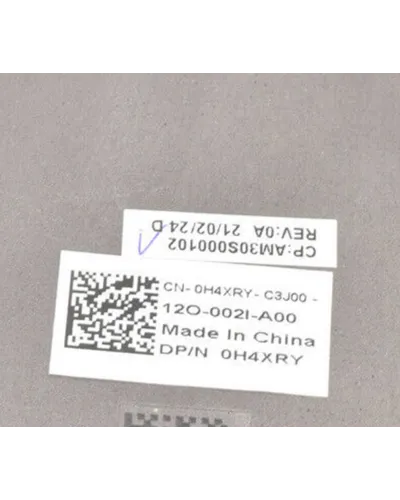 CP:AM30S000102
REV:0A 21/02/24 D
CN- 0H4XRY- C3J00 -
12O-002I-A00
Made In China
DP/N 0H4XRY